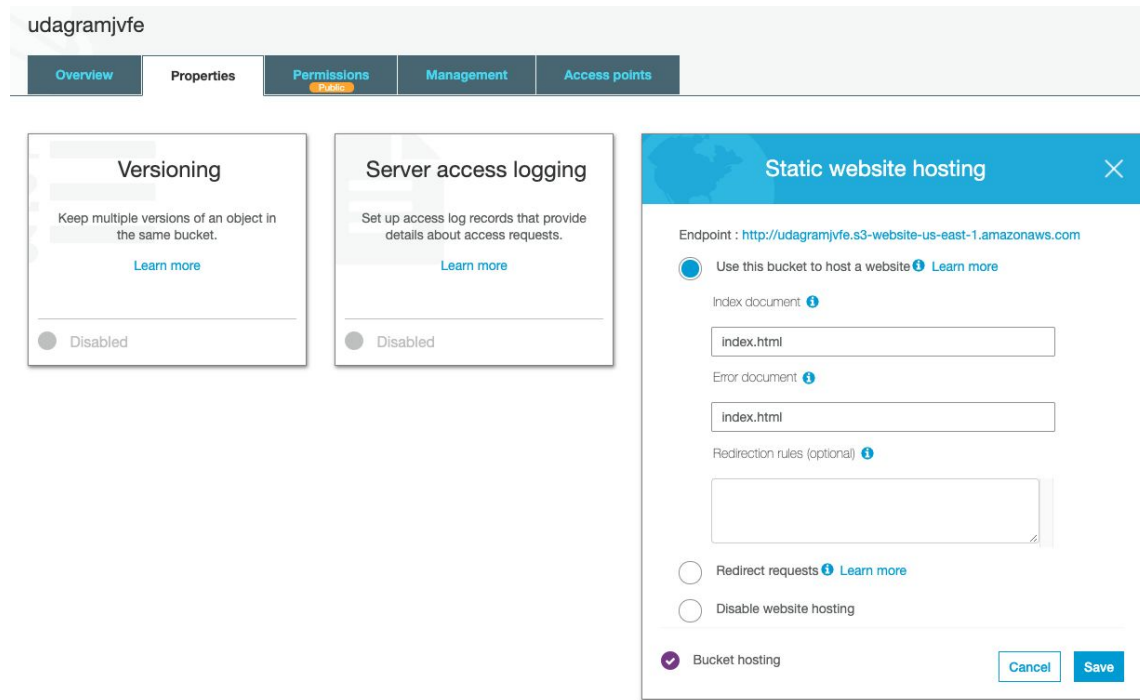 udagramjvfe
Overview
Properties
Permissions
Public
Management
Access points
Versioning
Keep multiple versions of an object in
the same bucket.
Learn more
Disabled
Server access logging
Set up access log records that provide
details about access requests.
Learn more
Disabled
Static website hosting
Endpoint : http://udagramjvfe.s3-website-us-east-1.amazonaws.com
Use this bucket to host a website Learn more
Index document
index.html
Error document
index.html
Redirection rules (optional)
Redirect requests Learn more
Disable website hosting
Bucket hosting
Cancel
Save